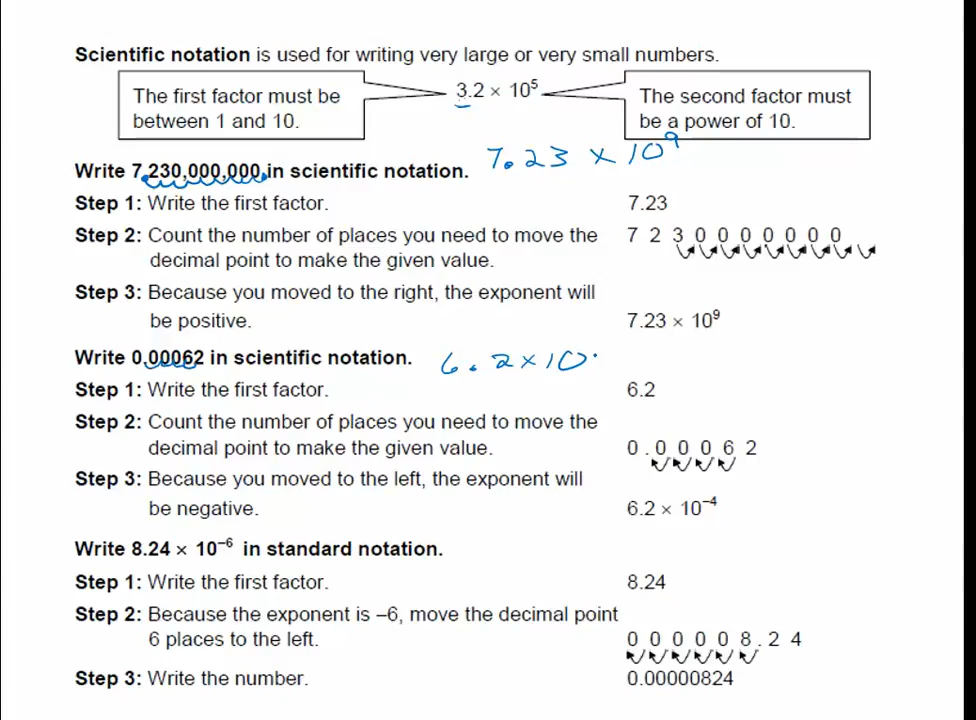 Scientific notation is used for writing very large or very small numbers.
The first factor must be
between 1 and 10.
3.2 × 10⁵
The second factor must
be a power of 10.
7.23 × 10⁹
Write 7,230,000,000 in scientific notation.
Step 1: Write the first factor. 7.23
Step 2: Count the number of places you need to move the 7 2 3 0 0 0 0 0 0 0
decimal point to make the given value.
Step 3: Because you moved to the right, the exponent will
be positive. 7.23 × 10⁹
Write 0.00062 in scientific notation. 6.2×10
Step 1: Write the first factor. 6.2
Step 2: Count the number of places you need to move the
decimal point to make the given value. 0 . 0 0 0 6 2
Step 3: Because you moved to the left, the exponent will
be negative. 6.2 × 10⁻⁴
Write 8.24 × 10⁻⁶ in standard notation.
Step 1: Write the first factor. 8.24
Step 2: Because the exponent is –6, move the decimal point
6 places to the left. 0 0 0 0 0 8 . 2 4
Step 3: Write the number. 0.00000824